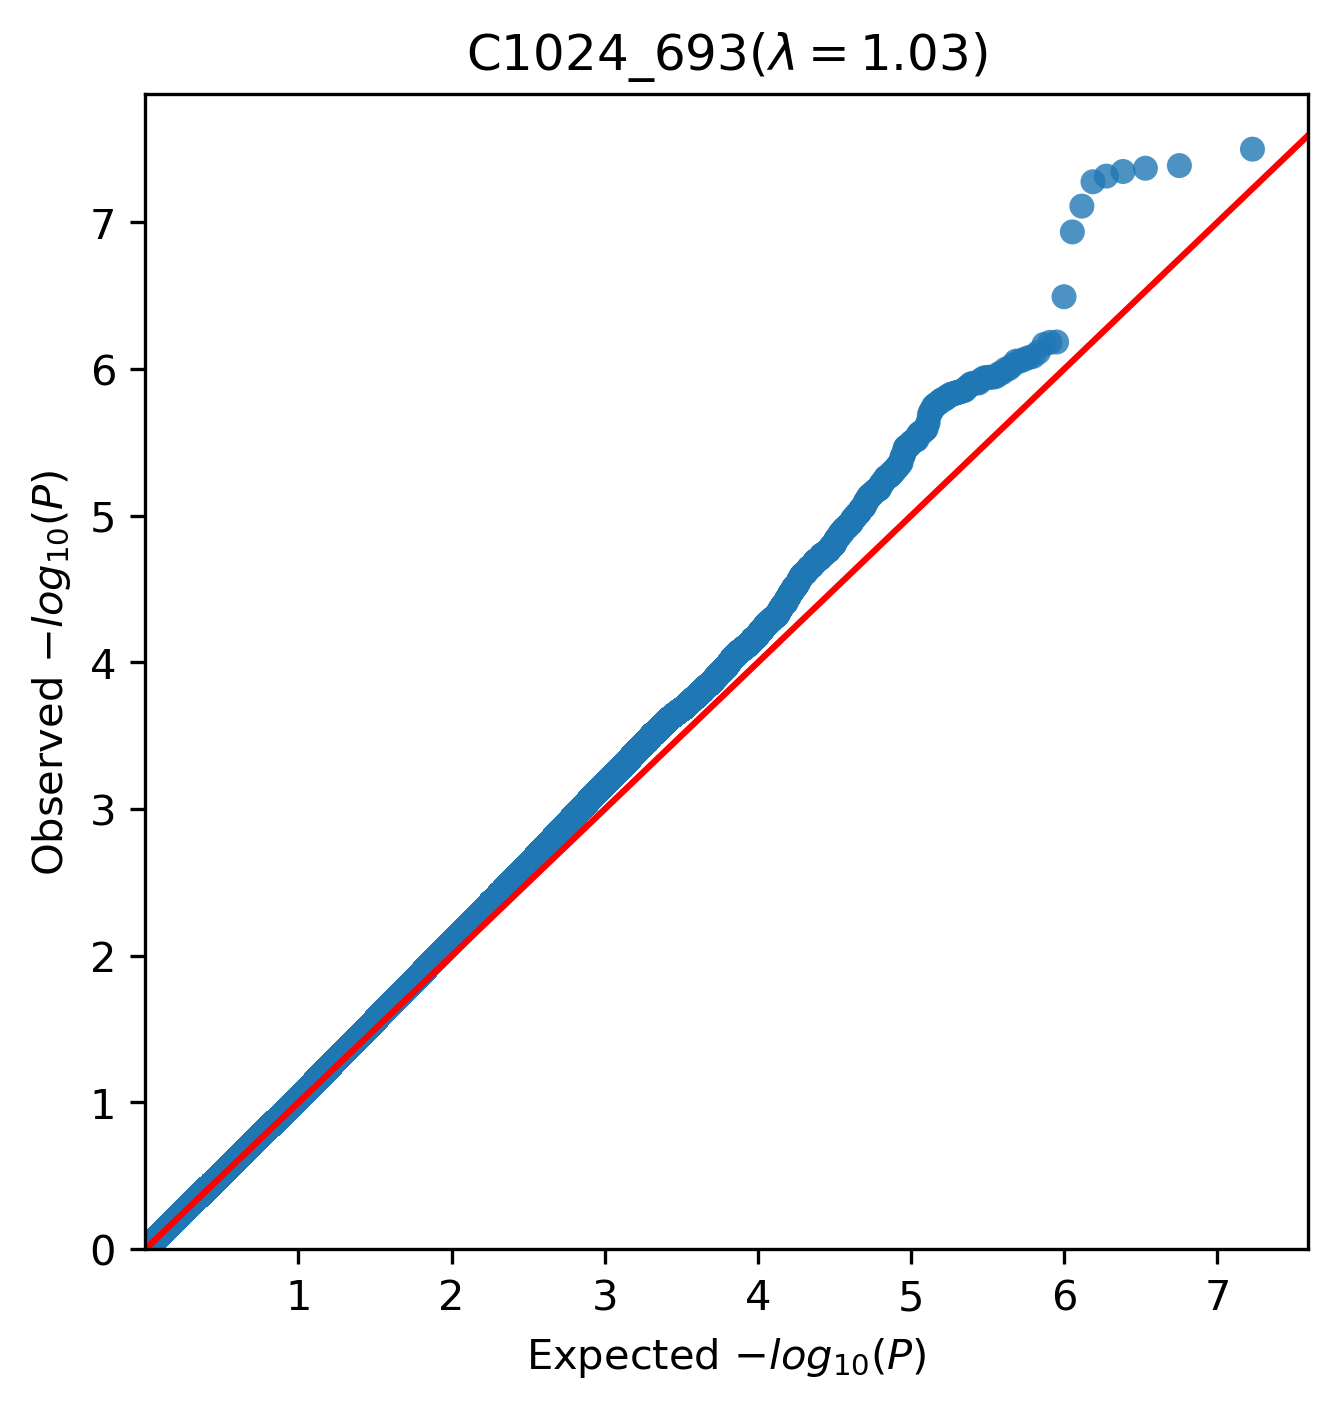 C1024_693(λ = 1.03)
Observed −log₁₀(P)
7
6
5
4
3
2
1
0
1 2 3 4 5 6 7
Expected −log₁₀(P)